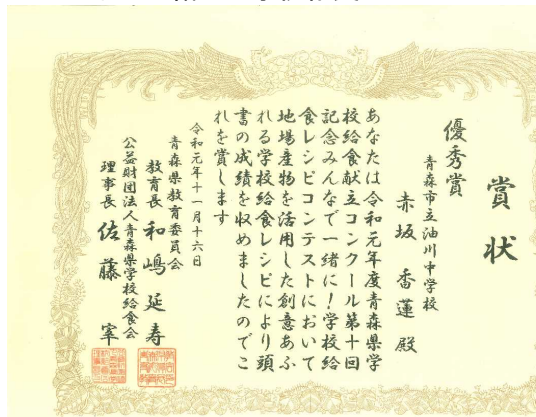 賞状
優秀賞
青森市立油川中学校
赤坂香蓮殿
あなたは令和元年度青森県学
校給食献立コンクール第十回
記念みんなで一緒に！学校給
食レシピコンテストにおいて
地場産物を活用した創意あふ
れる学校給食レシピにより頭
書の成績を収めましたのでこ
れを賞します
令和元年十一月十六日
青森県教育委員会
教育長 和嶋延寿
公益財団法人青森県学校給食会
理事長 佐藤宰